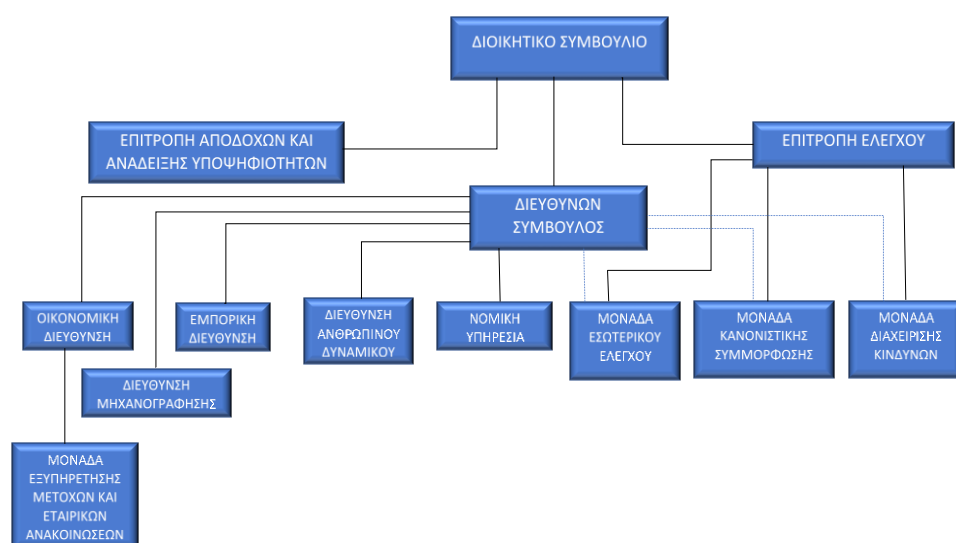 ΔΙΟΙΚΗΤΙΚΟ ΣΥΜΒΟΥΛΙΟ
ΕΠΙΤΡΟΠΗ ΑΠΟΔΟΧΩΝ ΚΑΙ
ΑΝΑΔΕΙΞΗΣ ΥΠΟΨΗΦΙΟΤΗΤΩΝ
ΕΠΙΤΡΟΠΗ ΕΛΕΓΧΟΥ
ΔΙΕΥΘΥΝΩΝ
ΣΥΜΒΟΥΛΟΣ
ΟΙΚΟΝΟΜΙΚΗ
ΔΙΕΥΘΥΝΣΗ
ΕΜΠΟΡΙΚΗ
ΔΙΕΥΘΥΝΣΗ
ΔΙΕΥΘΥΝΣΗ
ΑΝΘΡΩΠΙΝΟΥ
ΔΥΝΑΜΙΚΟΥ
ΝΟΜΙΚΗ
ΥΠΗΡΕΣΙΑ
ΜΟΝΑΔΑ
ΕΣΩΤΕΡΙΚΟΥ
ΕΛΕΓΧΟΥ
ΜΟΝΑΔΑ
ΚΑΝΟΝΙΣΤΙΚΗΣ
ΣΥΜΜΟΡΦΩΣΗΣ
ΜΟΝΑΔΑ
ΔΙΑΧΕΙΡΙΣΗΣ
ΚΙΝΔΥΝΩΝ
ΔΙΕΥΘΥΝΣΗ
ΜΗΧΑΝΟΓΡΑΦΗΣΗΣ
ΜΟΝΑΔΑ
ΕΞΥΠΗΡΕΤΗΣΗΣ
ΜΕΤΟΧΩΝ ΚΑΙ
ΕΤΑΙΡΙΚΩΝ
ΑΝΑΚΟΙΝΩΣΕΩΝ